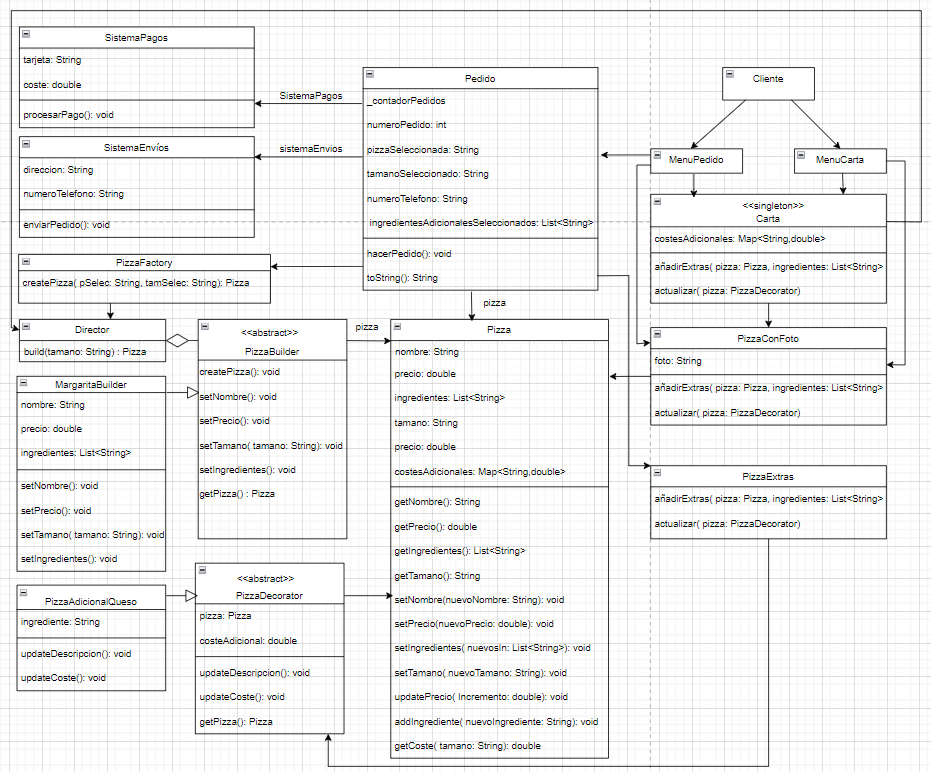 SistemaPagos
tarjeta: String
coste: double
procesarPago(): void
SistemaEnvíos
direccion: String
numeroTelefono: String
enviarPedido(): void
PizzaFactory
createPizza( pSelec: String, tamSelec: String): Pizza
Director
build(tamano: String) : Pizza
MargaritaBuilder
nombre: String
precio: double
ingredientes: List<String>
setNombre(): void
setPrecio(): void
setTamano( tamano: String): void
setIngredientes(): void
PizzaAdicionalQueso
ingrediente: String
updateDescripcion(): void
updateCoste(): void
<<abstract>>
PizzaBuilder
createPizza(): void
setNombre(): void
setPrecio(): void
setTamano( tamano: String): void
setIngredientes(): void
getPizza() : Pizza
<<abstract>>
PizzaDecorator
pizza: Pizza
costeAdicional: double
updateDescripcion(): void
updateCoste(): void
getPizza(): Pizza
SistemaPagos
sistemaEnvios
Pedido
_contadorPedidos
numeroPedido: int
pizzaSeleccionada: String
tamanoSeleccionado: String
numeroTelefono: String
ingredientesAdicionalesSeleccionados: List<String>
hacerPedido(): void
toString(): String
pizza
pizza
Pizza
nombre: String
precio: double
ingredientes: List<String>
tamano: String
precio: double
costesAdicionales: Map<String,double>
getNombre(): String
getPrecio(): double
getIngredientes(): List<String>
getTamano(): String
setNombre(nuevoNombre: String): void
setPrecio(nuevoPrecio: double): void
setIngredientes( nuevosIn: List<String>): void
setTamano( nuevoTamano: String): void
updatePrecio( Incremento: double): void
addIngrediente( nuevoIngrediente: String): void
getCoste( tamano: String): double
Cliente
MenuPedido
MenuCarta
<<singleton>>
Carta
costesAdicionales: Map<String,double>
añadirExtras( pizza: Pizza, ingredientes: List<String>
actualizar( pizza: PizzaDecorator)
PizzaConFoto
foto: String
añadirExtras( pizza: Pizza, ingredientes: List<String>
actualizar( pizza: PizzaDecorator)
PizzaExtras
añadirExtras( pizza: Pizza, ingredientes: List<String>
actualizar( pizza: PizzaDecorator)